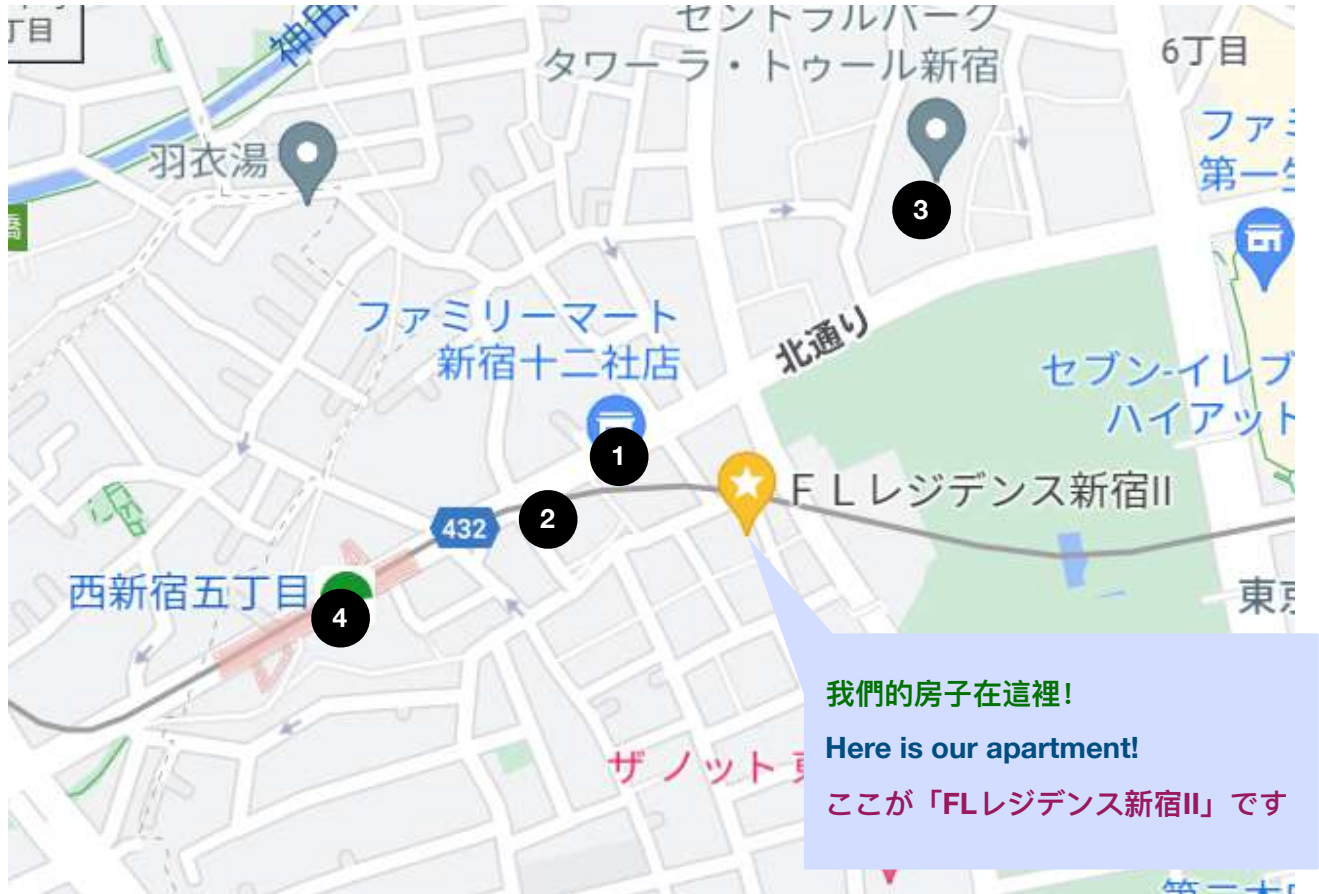 丁目
神田
セントラルパーク
タワー ラ・トゥール新宿
6丁目
羽衣湯
ファミ
第一生
3
橋
ファミリーマート
新宿十二社店
北通り
セブン-イレブ
ハイアット
1
FLレジデンス新宿II
2
432
西新宿五丁目
4
東京
我們的房子在這裡!
Here is our apartment!
ここが「FLレジデンス新宿II」です
ザ ノット 東